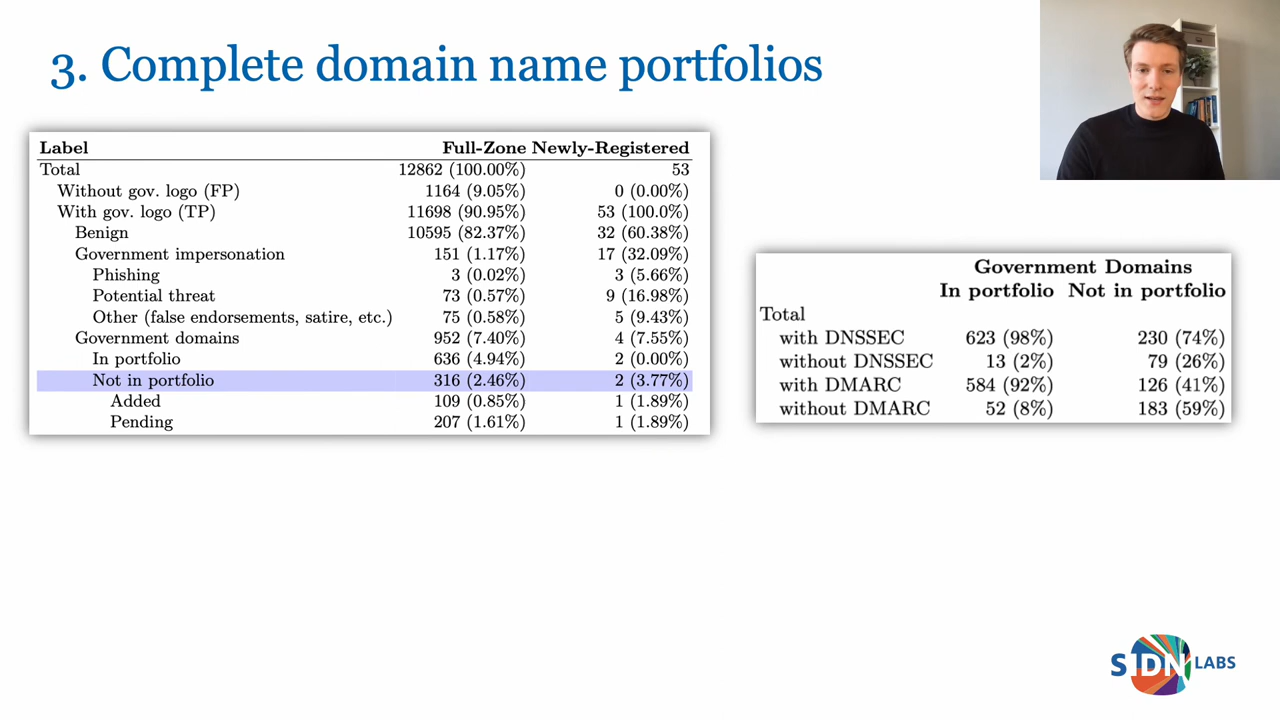 3. Complete domain name portfolios
Label Full-Zone Newly-Registered
Total 12862 (100.00%) 53
Without gov. logo (FP) 1164 (9.05%) 0 (0.00%)
With gov. logo (TP) 11698 (90.95%) 53 (100.0%)
Benign 10595 (82.37%) 32 (60.38%)
Government impersonation 151 (1.17%) 17 (32.09%)
Phishing 3 (0.02%) 3 (5.66%)
Potential threat 73 (0.57%) 9 (16.98%)
Other (false endorsements, satire, etc.) 75 (0.58%) 5 (9.43%)
Government domains 952 (7.40%) 4 (7.55%)
In portfolio 636 (4.94%) 2 (0.00%)
Not in portfolio 316 (2.46%) 2 (3.77%)
Added 109 (0.85%) 1 (1.89%)
Pending 207 (1.61%) 1 (1.89%)
Government Domains
In portfolio Not in portfolio
Total
with DNSSEC 623 (98%) 230 (74%)
without DNSSEC 13 (2%) 79 (26%)
with DMARC 584 (92%) 126 (41%)
without DMARC 52 (8%) 183 (59%)
SIDN LABS